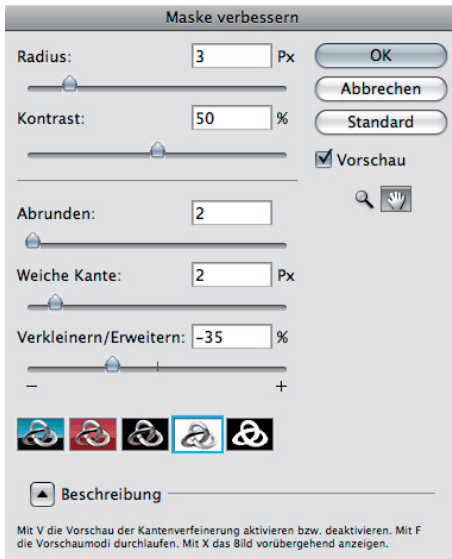 Maske verbessern
Radius: 3 Px
OK
Abbrechen
Kontrast: 50 %
Standard
Vorschau
Abrunden: 2
Weiche Kante: 2 Px
Verkleinern/Erweitern: -35 %
− +
Beschreibung
Mit V die Vorschau der Kantenverfeinerung aktivieren bzw. deaktivieren. Mit F
die Vorschaumodi durchlaufen. Mit X das Bild vorübergehend anzeigen.